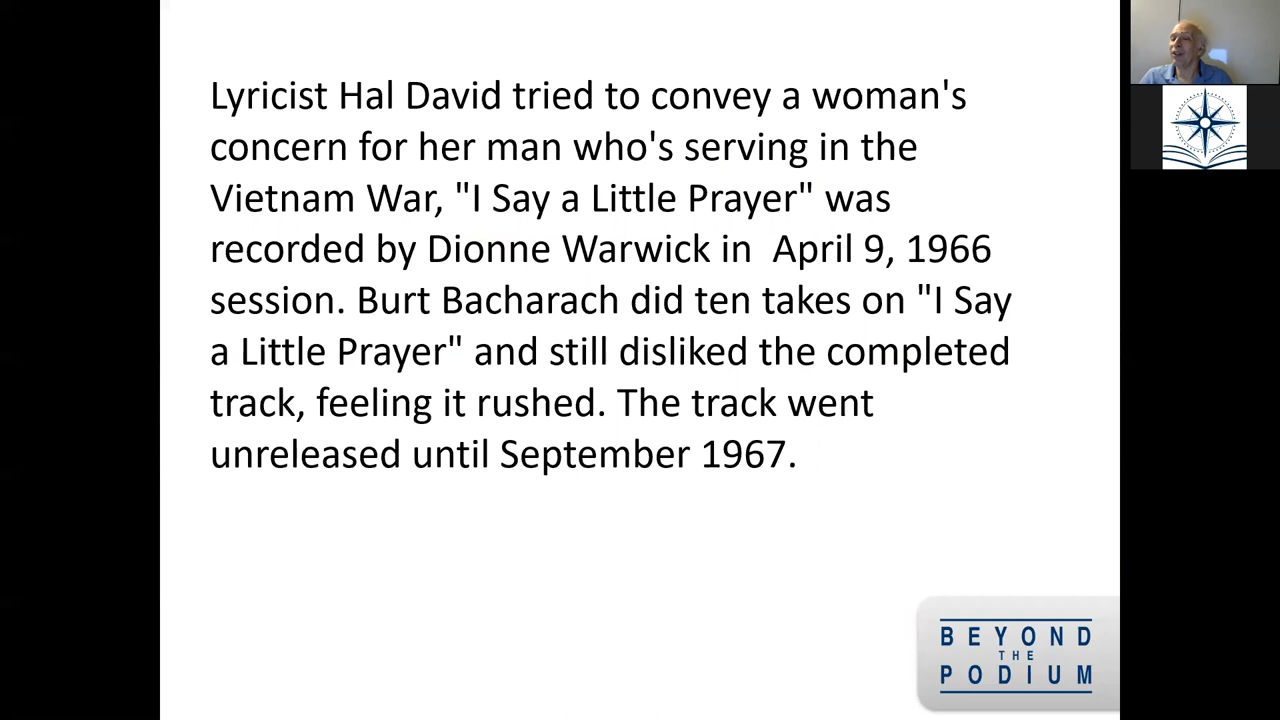 Lyricist Hal David tried to convey a woman's
concern for her man who's serving in the
Vietnam War, "I Say a Little Prayer" was
recorded by Dionne Warwick in  April 9, 1966
session. Burt Bacharach did ten takes on "I Say
a Little Prayer" and still disliked the completed
track, feeling it rushed. The track went
unreleased until September 1967.
BEYOND
THE
PODIUM